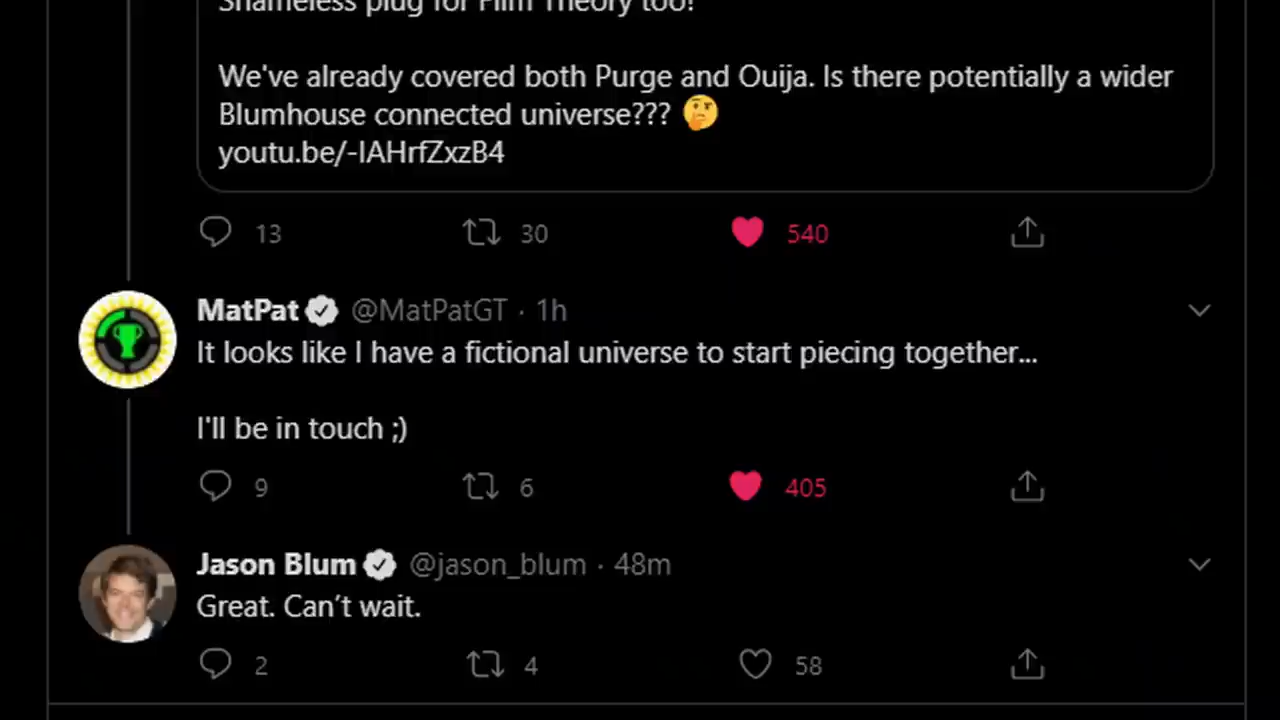 Shameless plug for Film Theory too!
We've already covered both Purge and Ouija. Is there potentially a wider
Blumhouse connected universe???
youtu.be/-IAHrfZxzB4
13 30 540
MatPat @MatPatGT · 1h
It looks like I have a fictional universe to start piecing together...
I'll be in touch ;)
9 6 405
Jason Blum @jason_blum · 48m
Great. Can’t wait.
2 4 58